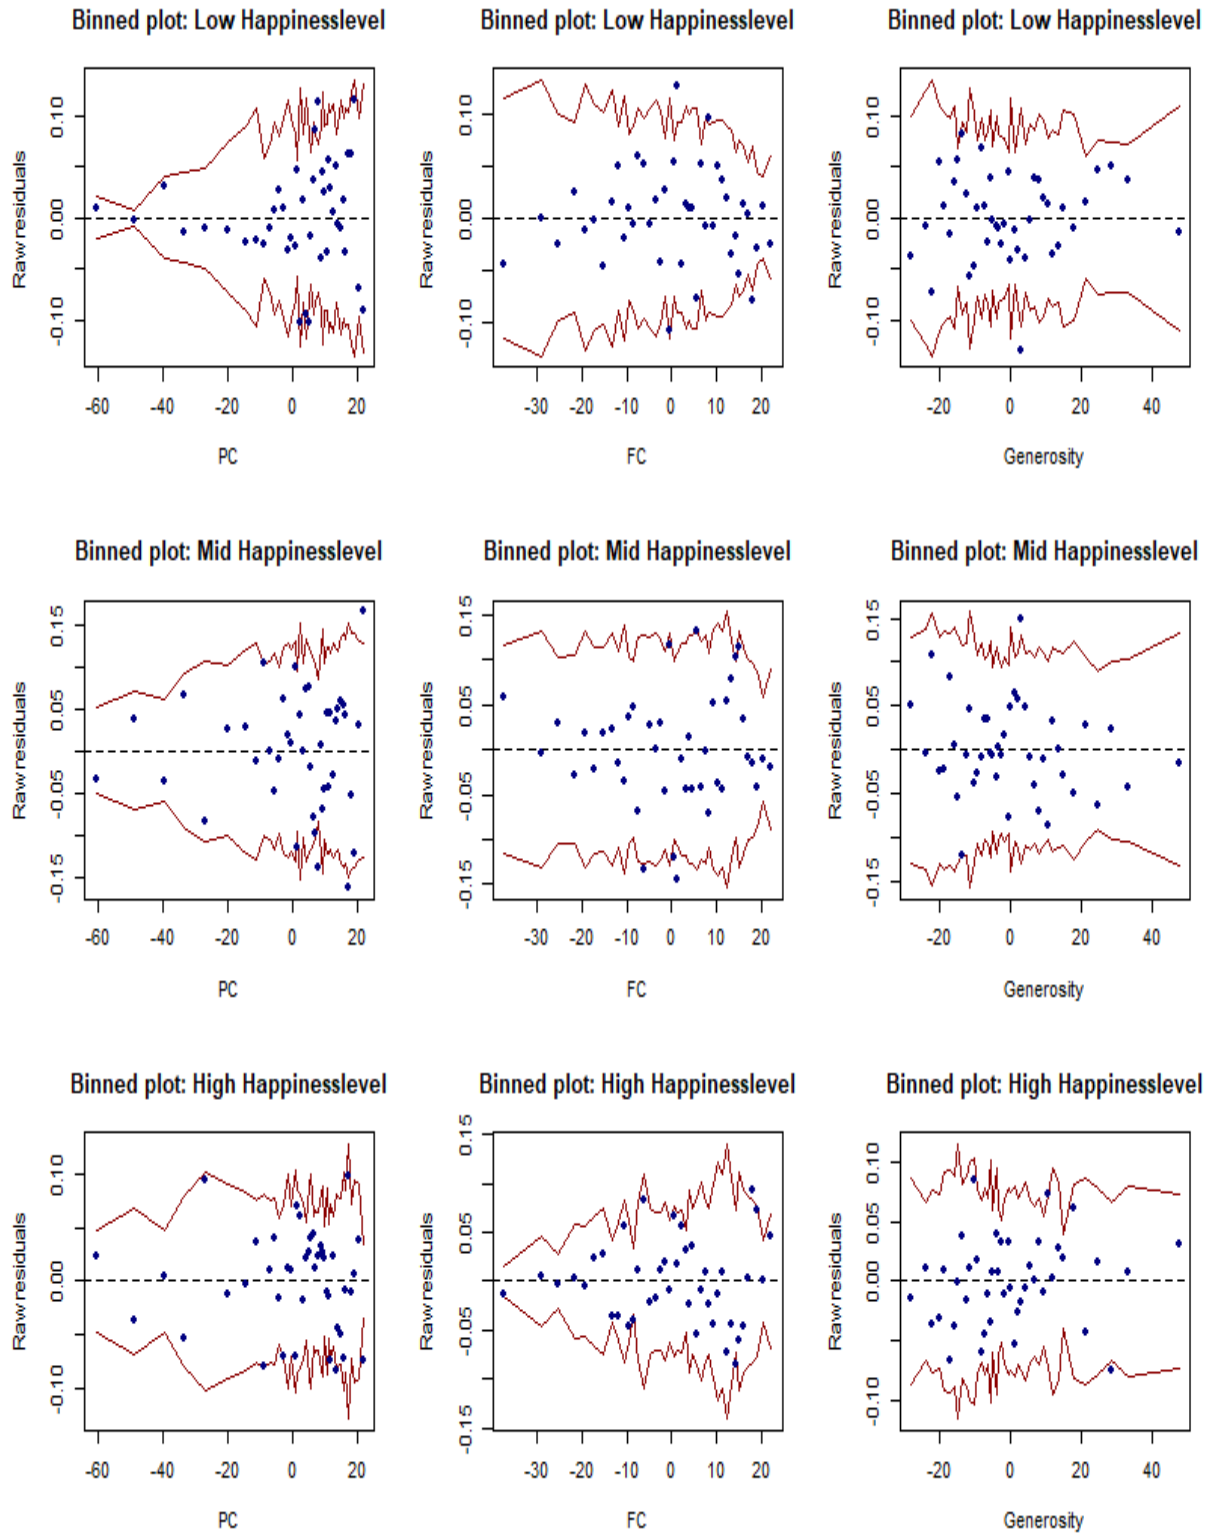 Binned plot: Low Happinesslevel
Raw residuals
0.10
0.00
-0.10
-60 -40 -20 0 20
PC
Binned plot: Low Happinesslevel
Raw residuals
0.10
0.00
-0.10
-30 -20 -10 0 10 20
FC
Binned plot: Low Happinesslevel
Raw residuals
0.10
0.00
-0.10
-20 0 20 40
Generosity
Binned plot: Mid Happinesslevel
Raw residuals
0.15
0.05
-0.05
-0.15
-60 -40 -20 0 20
PC
Binned plot: Mid Happinesslevel
Raw residuals
0.15
0.05
-0.05
-0.15
-30 -20 -10 0 10 20
FC
Binned plot: Mid Happinesslevel
Raw residuals
0.15
0.05
-0.05
-0.15
-20 0 20 40
Generosity
Binned plot: High Happinesslevel
Raw residuals
0.10
0.00
-0.10
-60 -40 -20 0 20
PC
Binned plot: High Happinesslevel
Raw residuals
0.15
0.05
-0.05
-0.15
-30 -20 -10 0 10 20
FC
Binned plot: High Happinesslevel
Raw residuals
0.10
0.05
0.00
-0.10
-20 0 20 40
Generosity